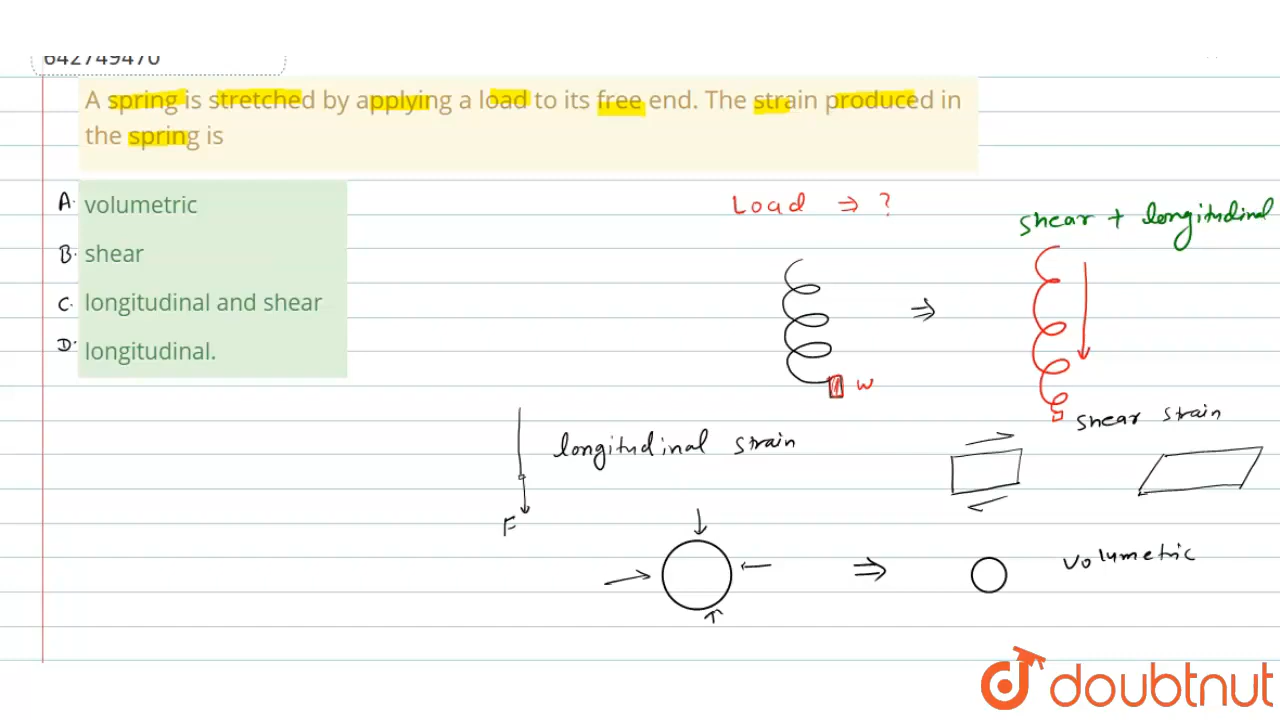 642749470
A spring is stretched by applying a load to its free end. The strain produced in
the spring is
A. volumetric
B. shear
C. longitudinal and shear
D. longitudinal.
Load ⇒ ?
shear + longitudinal
W
shear strain
longitudinal strain
F
volumetric
doubtnut